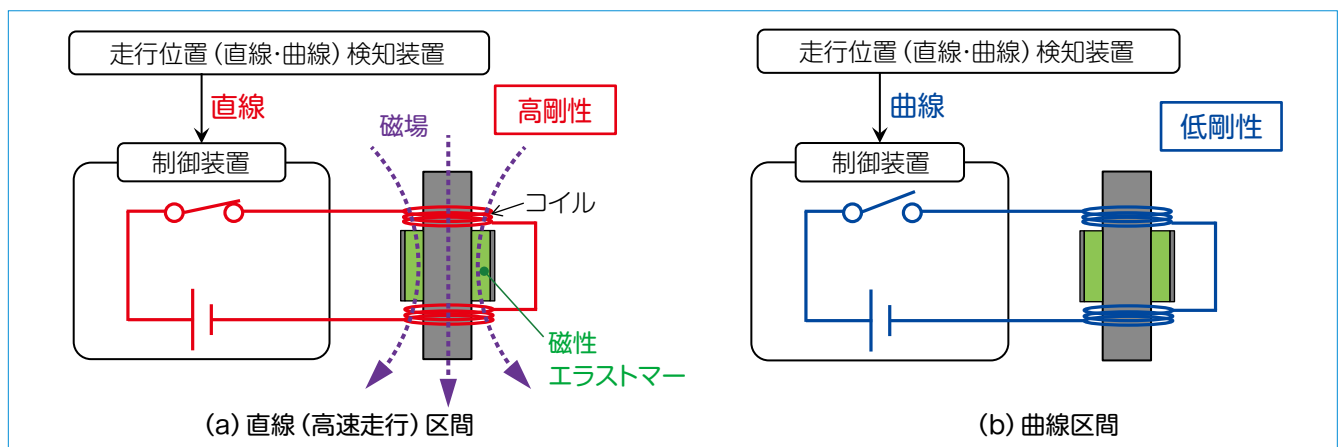 走行位置(直線・曲線)検知装置
直線
高剛性
磁場
制御装置
コイル
磁性
エラストマー
(a) 直線(高速走行)区間
走行位置(直線・曲線)検知装置
曲線
低剛性
制御装置
(b) 曲線区間